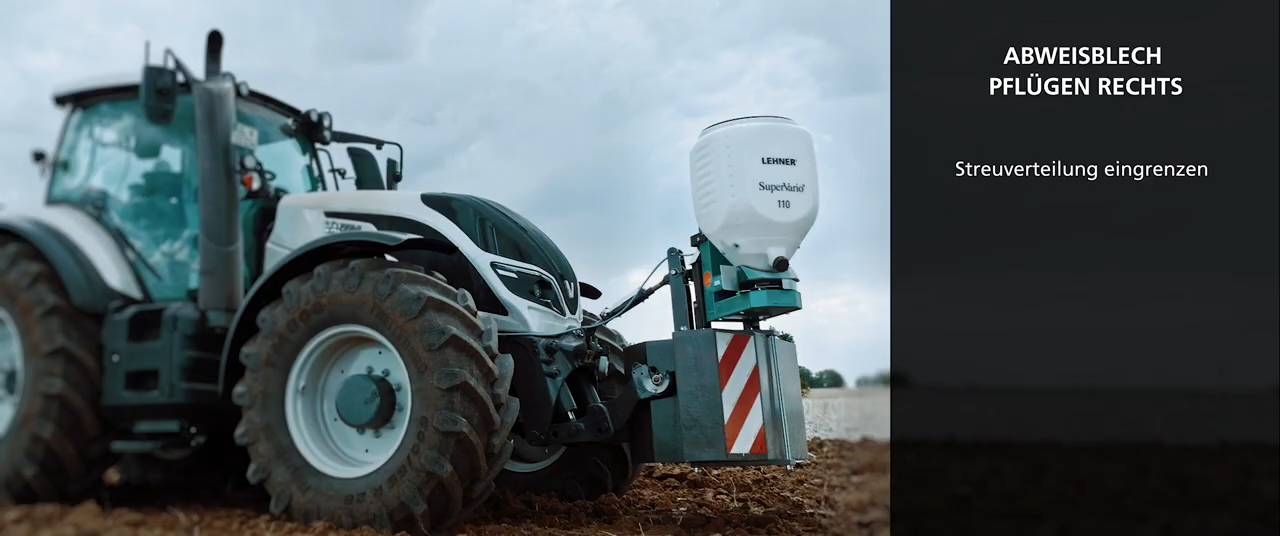 ABWEISBLECH
PFLÜGEN RECHTS
Streuverteilung eingrenzen
LEHNER
SuperVario
110